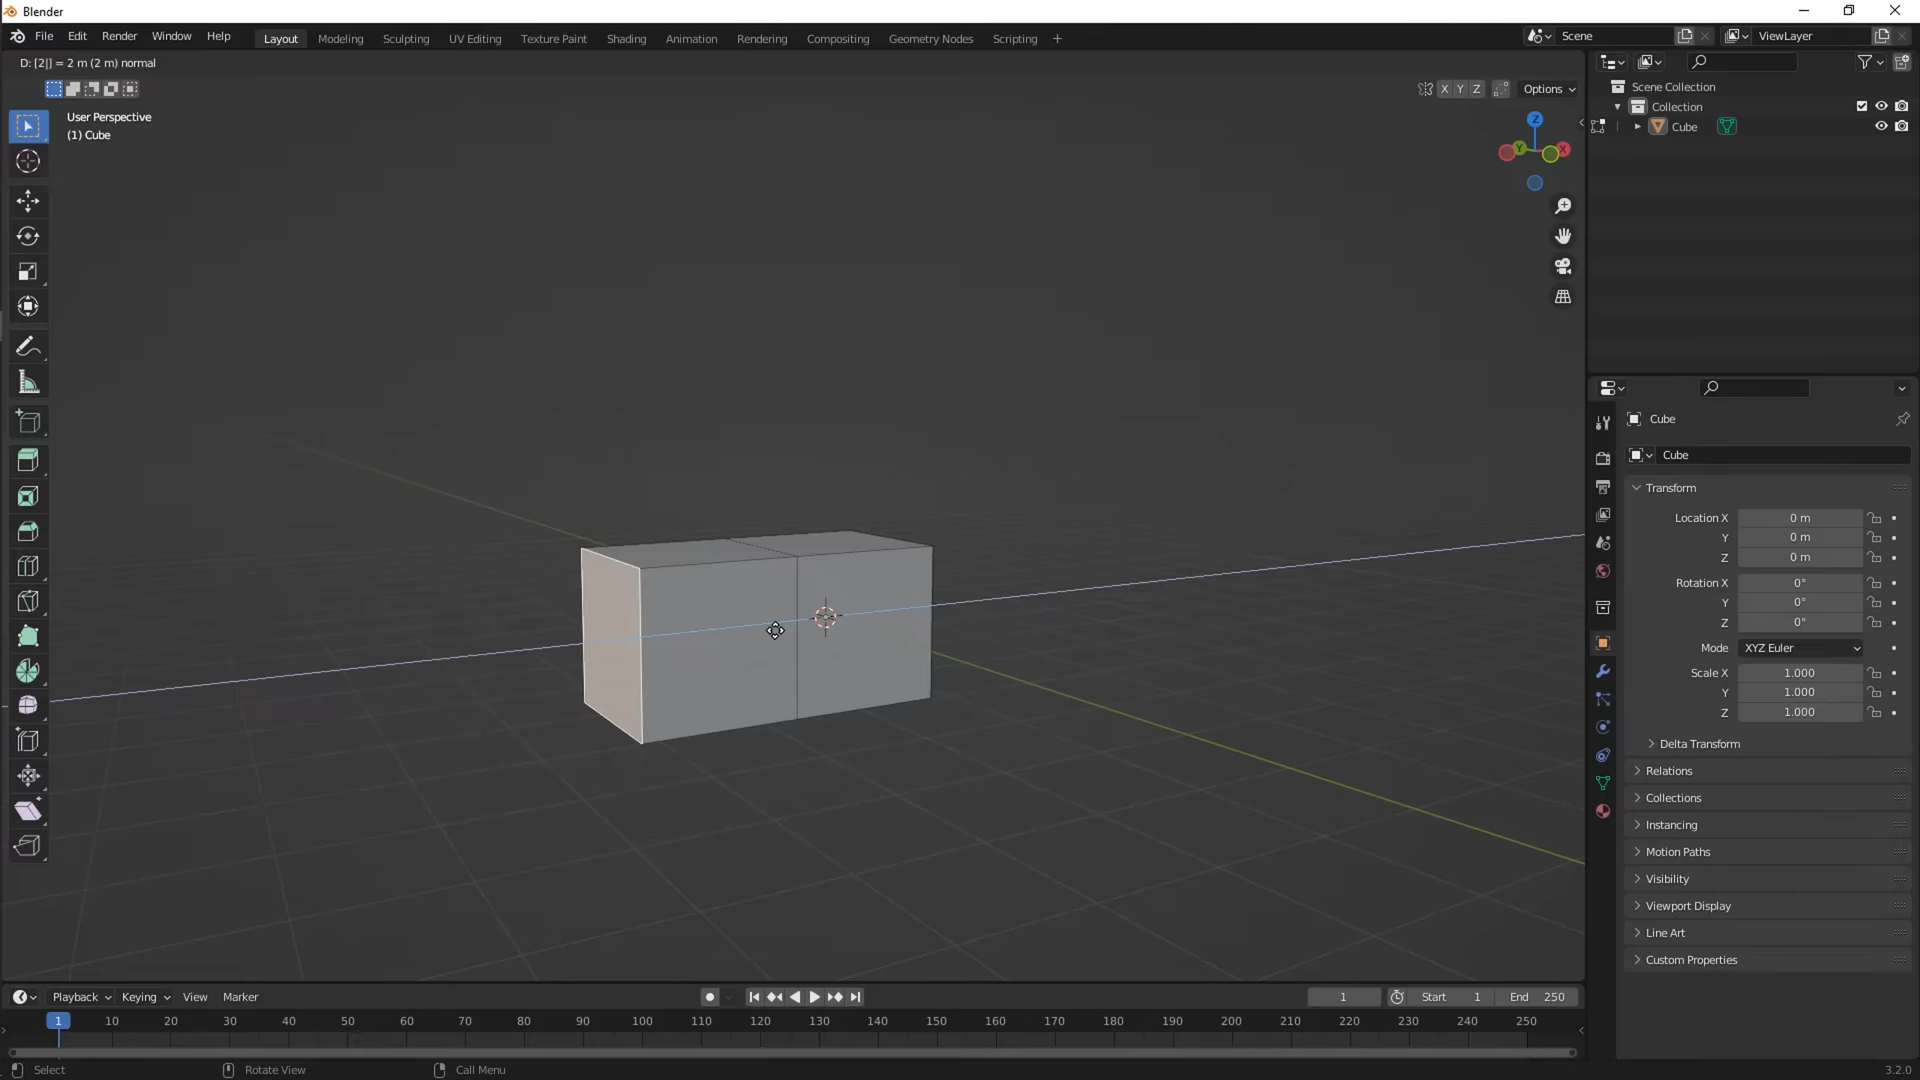 Blender
File Edit Render Window Help
Layout Modeling Sculpting UV Editing Texture Paint Shading Animation Rendering Compositing Geometry Nodes Scripting +
Scene
ViewLayer
D: [2|] = 2 m (2 m) normal
X Y Z
Options
User Perspective
(1) Cube
Z
Y
X
Scene Collection
Collection
Cube
Cube
Cube
Transform
Location X 0 m
Y 0 m
Z 0 m
Rotation X 0°
Y 0°
Z 0°
Mode XYZ Euler
Scale X 1.000
Y 1.000
Z 1.000
Delta Transform
Relations
Collections
Instancing
Motion Paths
Visibility
Viewport Display
Line Art
Custom Properties
Playback Keying View Marker
1
Start 1
End 250
1 10 20 30 40 50 60 70 80 90 100 110 120 130 140 150 160 170 180 190 200 210 220 230 240 250
Select
Rotate View
Call Menu
3.2.0